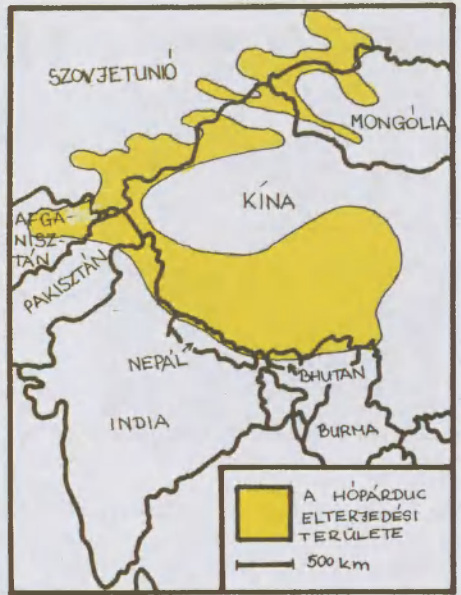 SZOVJETUNIÓ
MONGÓLIA
KÍNA
AFGA-
NISZ-
TÁN
PAKISZTÁN
NEPÁL
BHUTAN
INDIA
BURMA
A HÓPÁRDUC
ELTERJEDÉSI
TERÜLETE
500 km